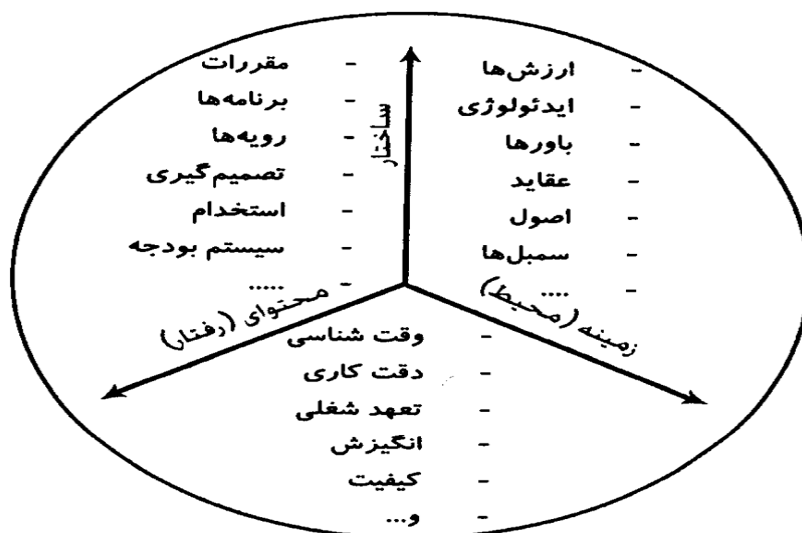 - ارزش‌ها
- ایدئولوژی
- باورها
- عقاید
- اصول
- سمبل‌ها
- ....
ساختار
- مقررات
- برنامه‌ها
- رویه‌ها
- تصمیم‌گیری
- استخدام
- سیستم بودجه
- .....
زمینه (محیط)
محتوای (رفتار)
- وقت شناسی
- دقت کاری
- تعهد شغلی
- انگیزش
- کیفیت
- و...